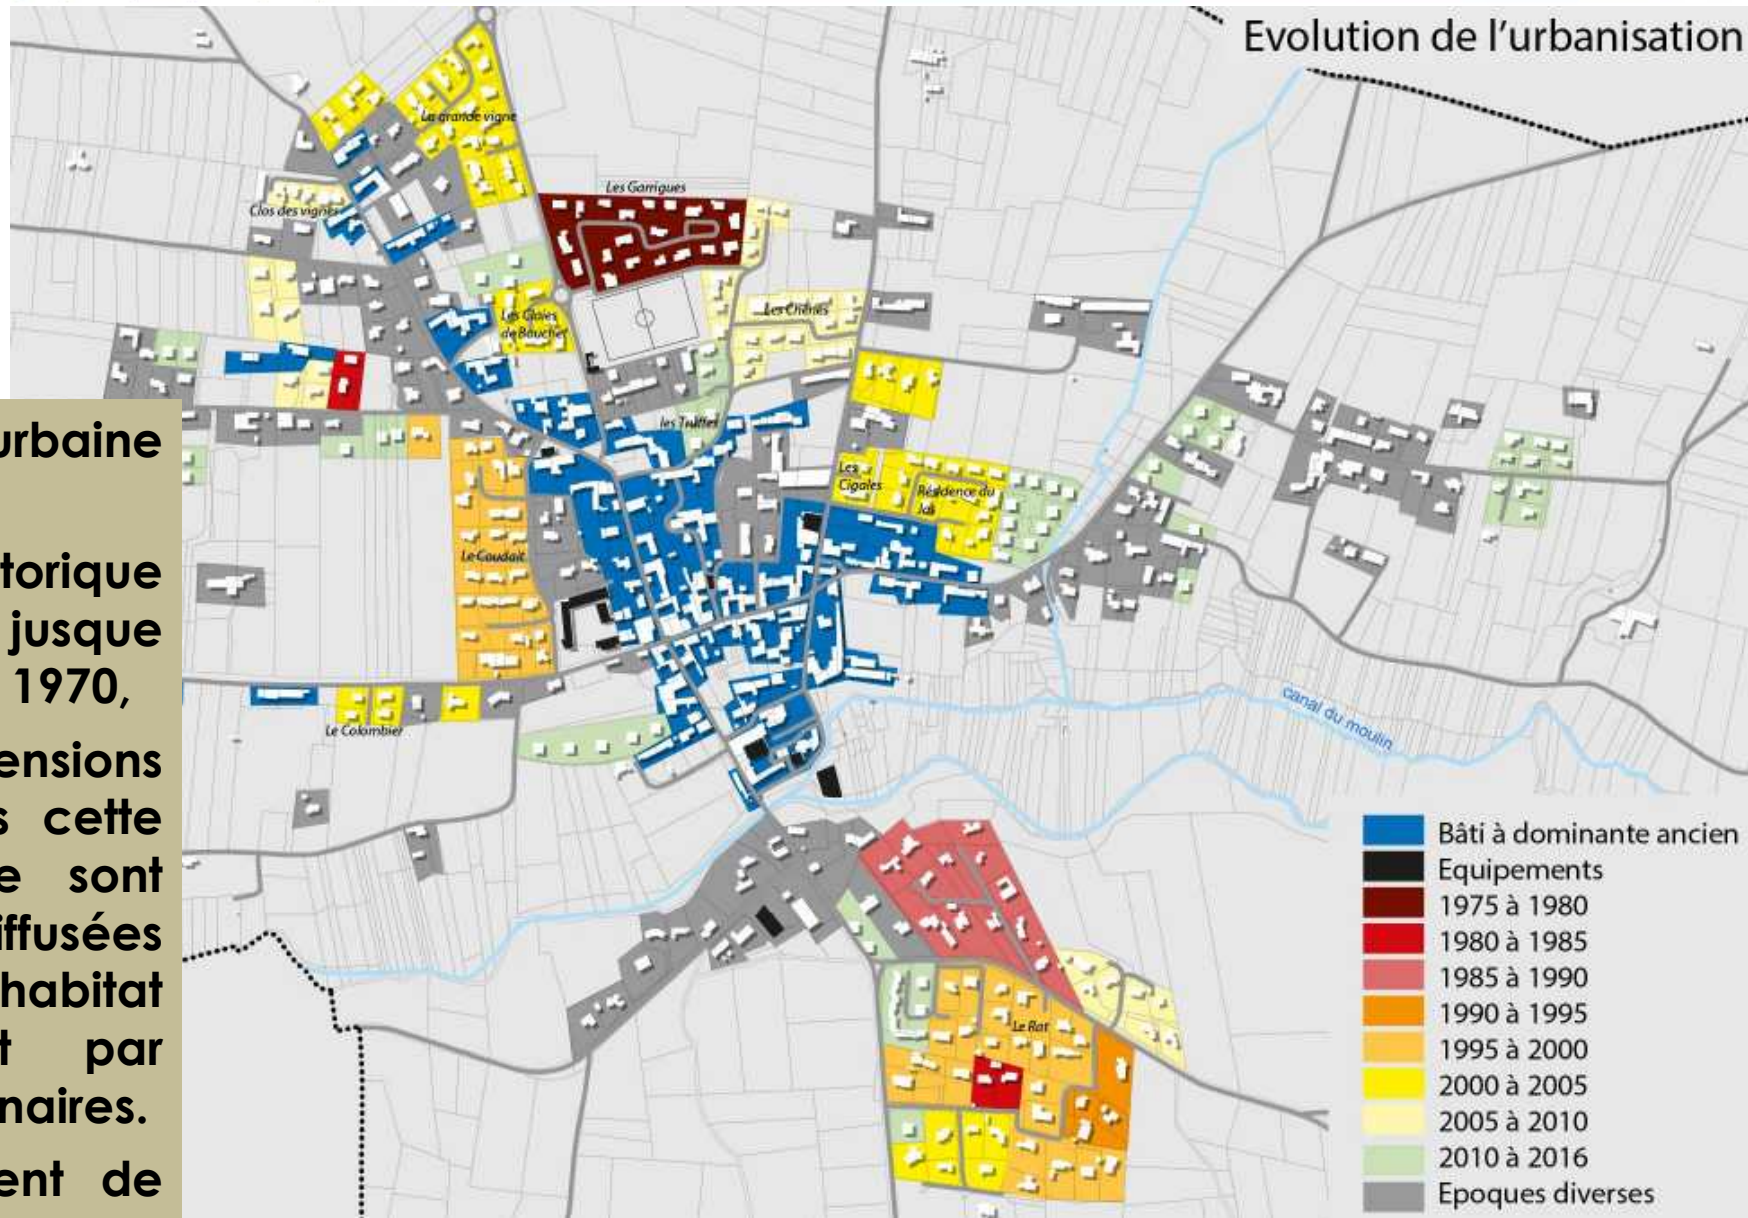 Evolution de l'urbanisation
La grande vigne
Les Garrigues
Clos des vignes
Les Claies
de Bouchet
Les Chênes
les Truffes
Les
Cigales
Résidence du
Jas
Le Coudait
Le Colombier
canal du moulin
Le Rat
urbaine
torique
jusque
1970,
ensions
s cette
e sont
iffusées
habitat
t par
naires.
ent de
Bâti à dominante ancien
Equipements
1975 à 1980
1980 à 1985
1985 à 1990
1990 à 1995
1995 à 2000
2000 à 2005
2005 à 2010
2010 à 2016
Epoques diverses